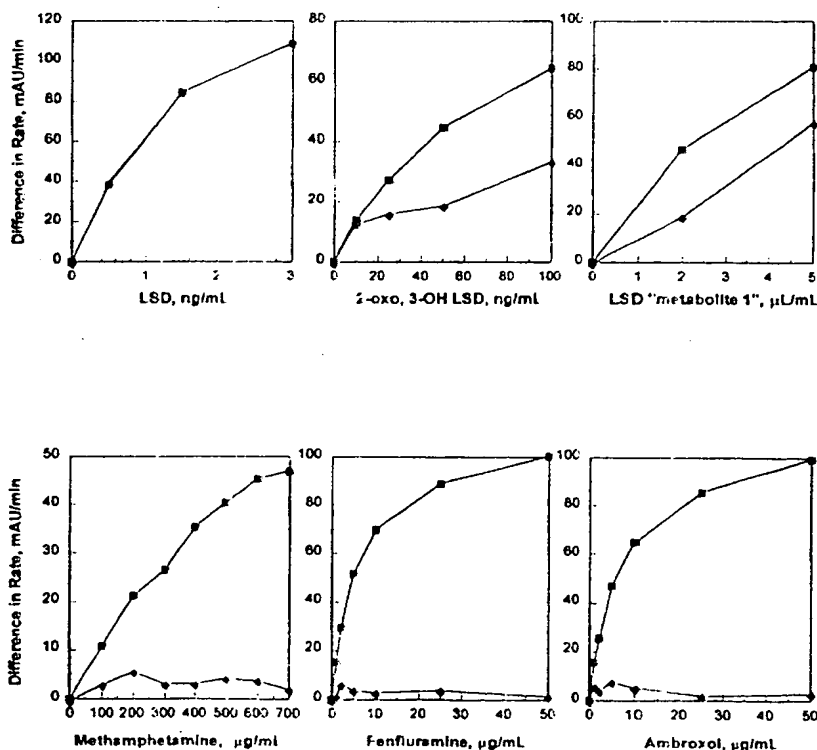 Difference in Rate, mAU/min
120
100
80
60
40
20
0
0 1 2 3
LSD, ng/mL
80
60
40
20
0
0 20 40 60 80 100
2-oxo, 3-OH LSD, ng/mL
100
80
60
40
20
0
0 1 2 3 4 5
LSD "metabolite 1", µL/mL
Difference in Rate, mAU/min
50
40
30
20
10
0
0 100 200 300 400 500 600 700
Methamphetamine, µg/mL
100
80
60
40
20
0
0 10 20 30 40 50
Fenfluramine, µg/mL
100
80
60
40
20
0
0 10 20 30 40 50
Ambroxol, µg/mL